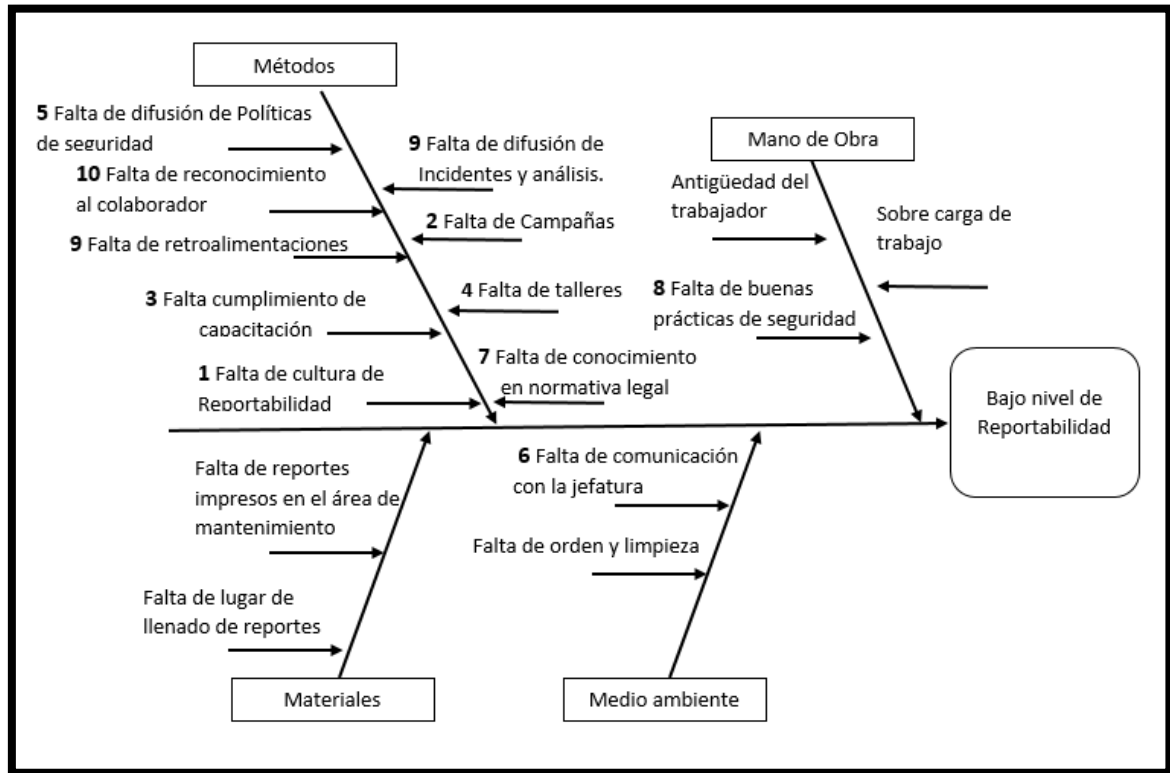 Métodos
5 Falta de difusión de Políticas
de seguridad
10 Falta de reconocimiento
al colaborador
9 Falta de retroalimentaciones
3 Falta cumplimiento de
capacitación
1 Falta de cultura de
Reportabilidad
9 Falta de difusión de
Incidentes y análisis.
2 Falta de Campañas
4 Falta de talleres
7 Falta de conocimiento
en normativa legal
Mano de Obra
Antigüedad del
trabajador
8 Falta de buenas
prácticas de seguridad
Sobre carga de
trabajo
Bajo nivel de
Reportabilidad
Falta de reportes
impresos en el área de
mantenimiento
Falta de lugar de
llenado de reportes
Materiales
6 Falta de comunicación
con la jefatura
Falta de orden y limpieza
Medio ambiente